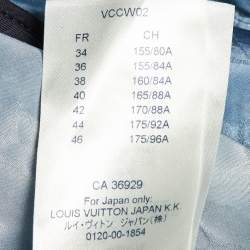 VCCW02
FR CH
34 155/80A
36 155/84A
38 160/84A
40 165/88A
42 170/88A
44 175/92A
46 175/96A
CA 36929
For Japan only:
LOUIS VUITTON JAPAN K.K.
ルイ・ヴィトン ジャパン(株)
0120-00-1854